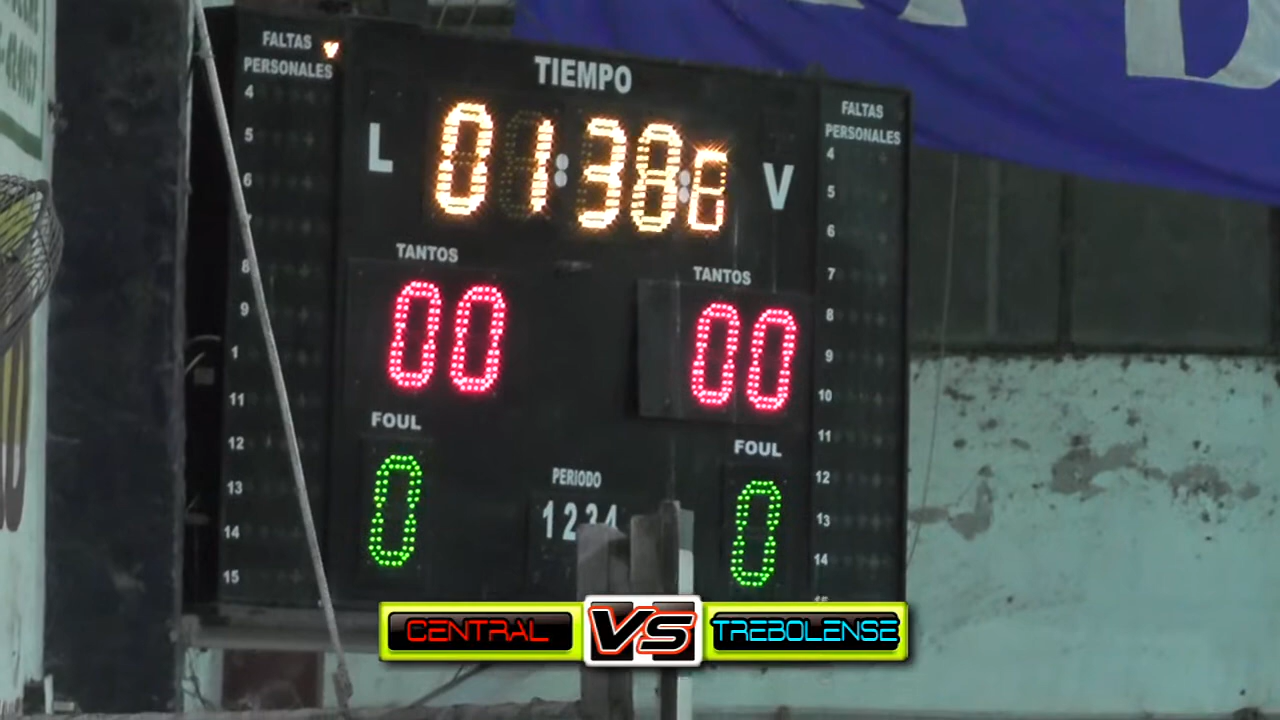 FALTAS
PERSONALES
4
5
6
8
9
1
11
12
13
14
15
TIEMPO
L
01:38:6
V
TANTOS
00
TANTOS
00
FOUL
0
PERIODO
1234
FOUL
0
FALTAS
PERSONALES
4
5
6
7
8
9
10
11
12
13
14
CENTRAL VS TREBOLENSE